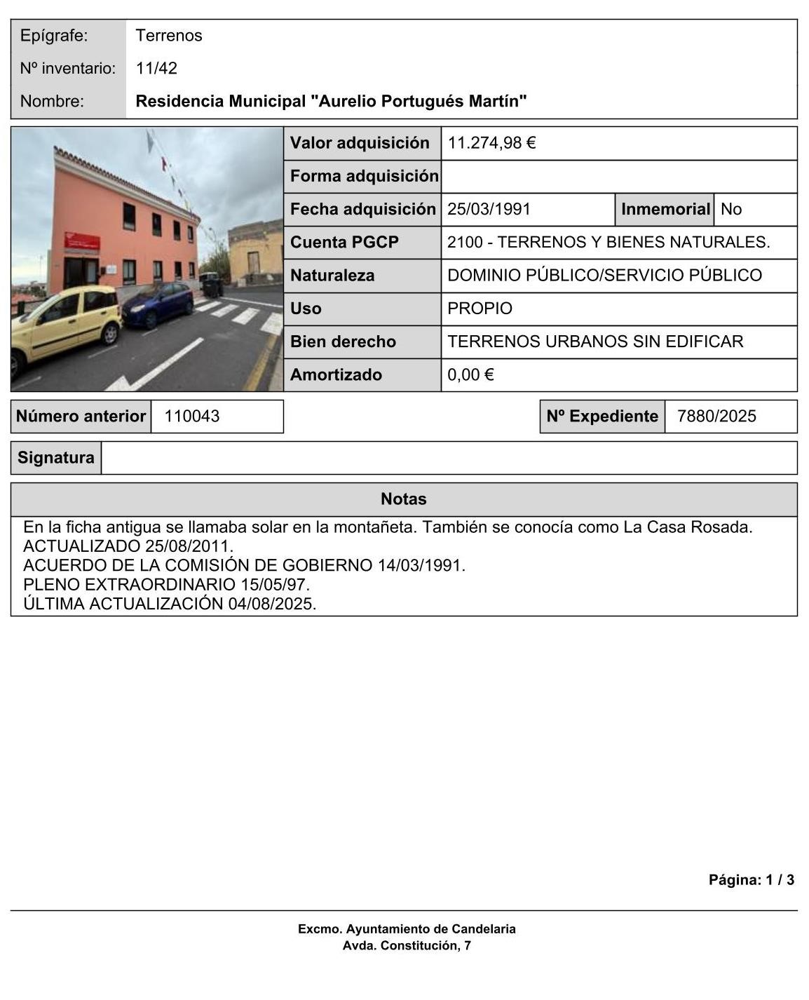 Epígrafe: Terrenos
Nº inventario: 11/42
Nombre: Residencia Municipal "Aurelio Portugués Martín"
Valor adquisición 11.274,98 €
Forma adquisición
Fecha adquisición 25/03/1991 Inmemorial No
Cuenta PGCP 2100 - TERRENOS Y BIENES NATURALES.
Naturaleza DOMINIO PÚBLICO/SERVICIO PÚBLICO
Uso PROPIO
Bien derecho TERRENOS URBANOS SIN EDIFICAR
Amortizado 0,00 €
Número anterior 110043 Nº Expediente 7880/2025
Signatura
Notas
En la ficha antigua se llamaba solar en la montañeta. También se conocía como La Casa Rosada.
ACTUALIZADO 25/08/2011.
ACUERDO DE LA COMISIÓN DE GOBIERNO 14/03/1991.
PLENO EXTRAORDINARIO 15/05/97.
ÚLTIMA ACTUALIZACIÓN 04/08/2025.
Página: 1 / 3
Excmo. Ayuntamiento de Candelaria
Avda. Constitución, 7